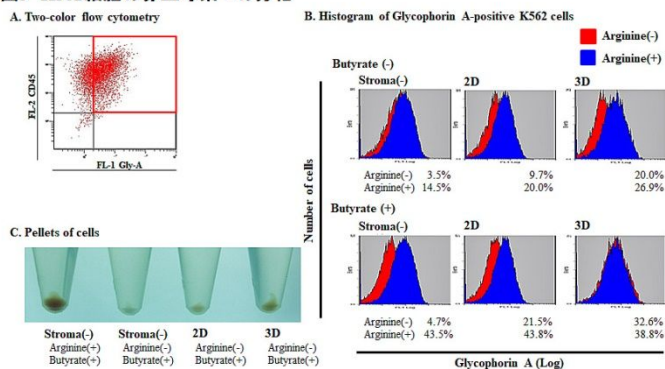 A. Two-color flow cytometry
FL-2 CD45
FL-1 Gly-A
B. Histogram of Glycophorin A-positive K562 cells
Arginine(-)
Arginine(+)
Number of cells
Butyrate (-)
Stroma(-) 2D 3D
Arginine(-) 3.5% 9.7% 20.0%
Arginine(+) 14.5% 20.0% 26.9%
Butyrate (+)
Stroma(-) 2D 3D
Arginine(-) 4.7% 21.5% 32.6%
Arginine(+) 43.5% 43.8% 38.8%
Glycophorin A (Log)
C. Pellets of cells
Stroma(-) Stroma(-) 2D 3D
Arginine(+) Arginine(-) Arginine(-) Arginine(-)
Butyrate(+) Butyrate(+) Butyrate(+) Butyrate(+)